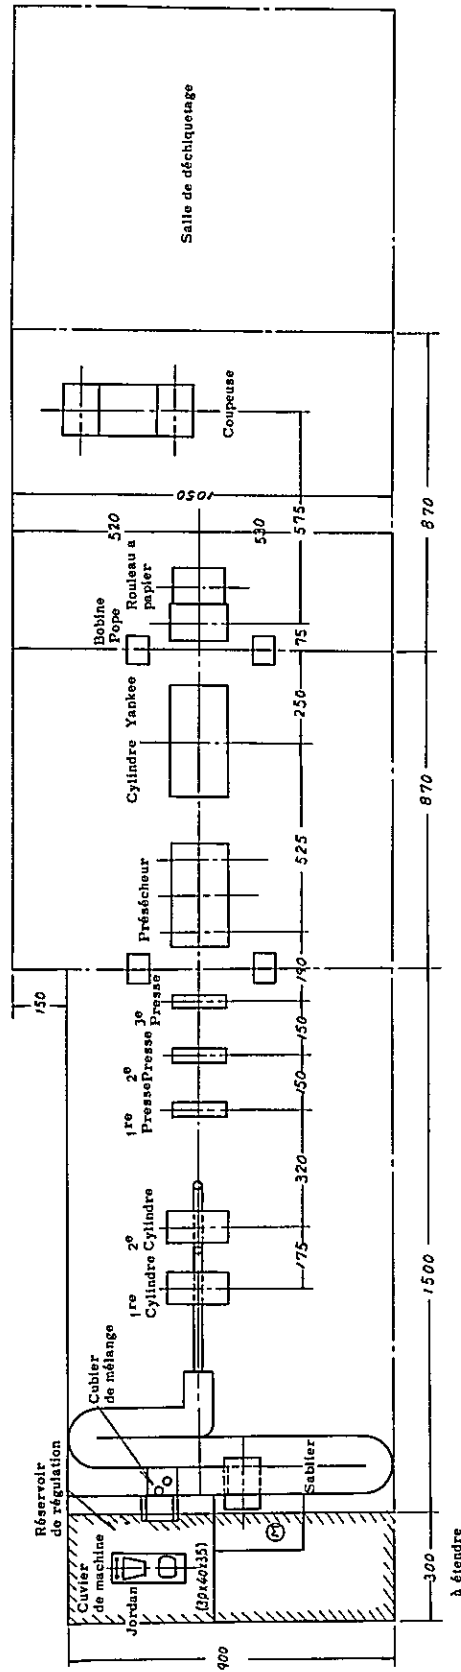 Réservoir
de régulation
Cuvier
de machine
Jordan
(30x40x35)
Cubier
de mélange
Sablier
1re
Cylindre
2e
Cylindre
1re
Presse
2e
Presse
3e
Presse
Présécheur
Cylindre Yankee
Bobine
Pope
Rouleau a
papier
Coupeuse
Salle de déchiquetage
M
150
520
1050
530
175
320
150
150
190
525
250
75
575
300
1500
870
870
900
à étendre